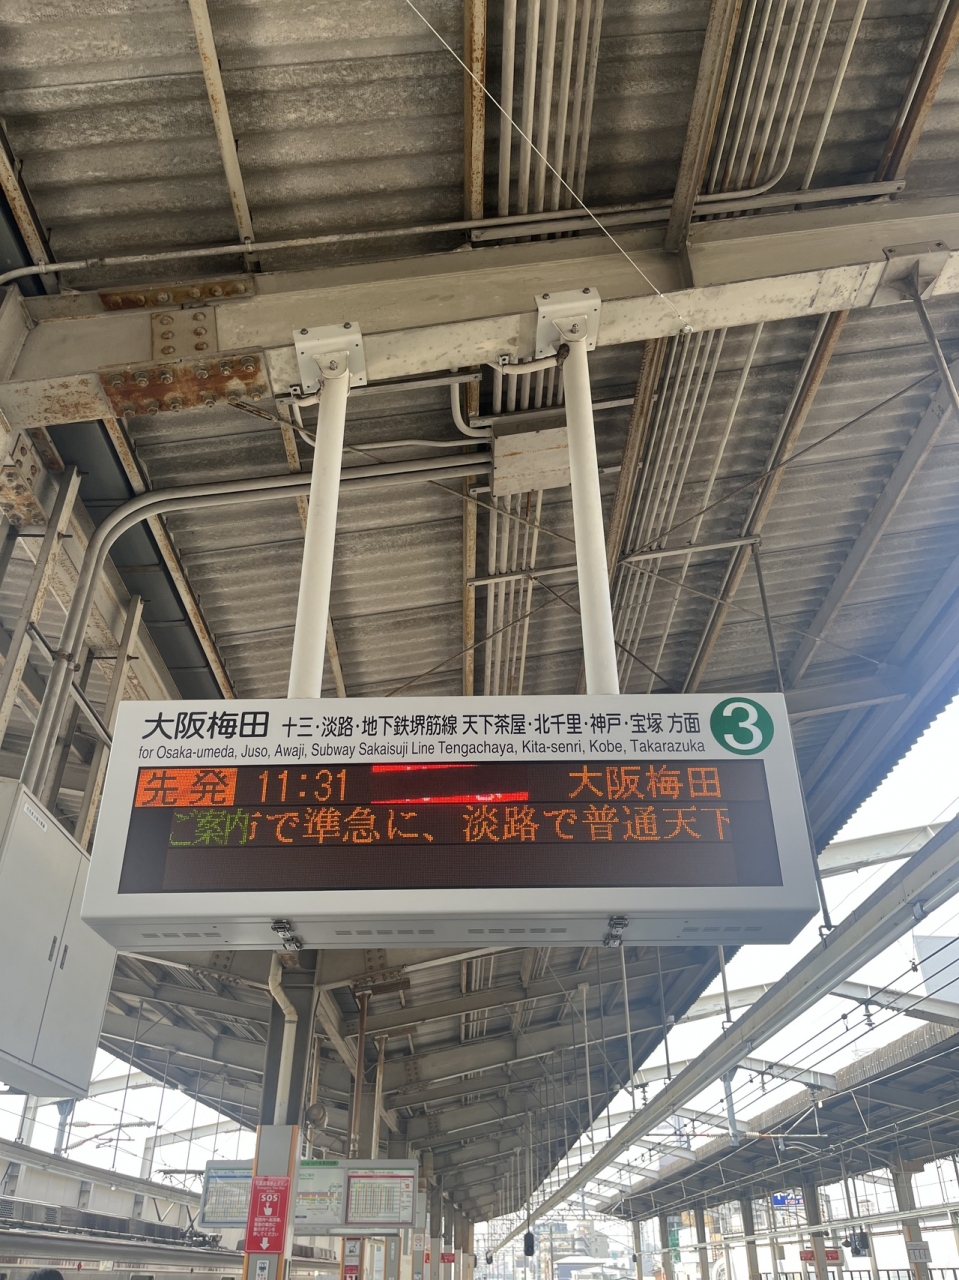 大阪梅田 十三・淡路・地下鉄堺筋線 天下茶屋・北千里・神戸・宝塚 方面 3
for Osaka-umeda, Juso, Awaji, Subway Sakaisuji Line Tengachaya, Kita-senri, Kobe, Takarazuka
先発 11:31 大阪梅田
ご案内 で準急に、淡路で普通天下
SOS